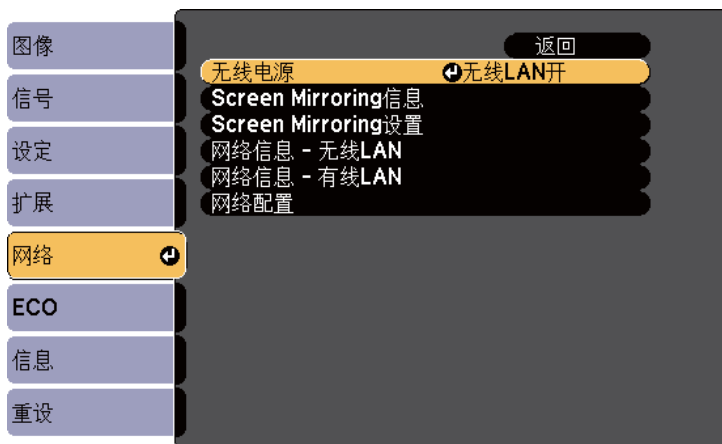 图像
信号
设定
扩展
网络
ECO
信息
重设
返回
无线电源 无线LAN开
Screen Mirroring信息
Screen Mirroring设置
网络信息 - 无线LAN
网络信息 - 有线LAN
网络配置